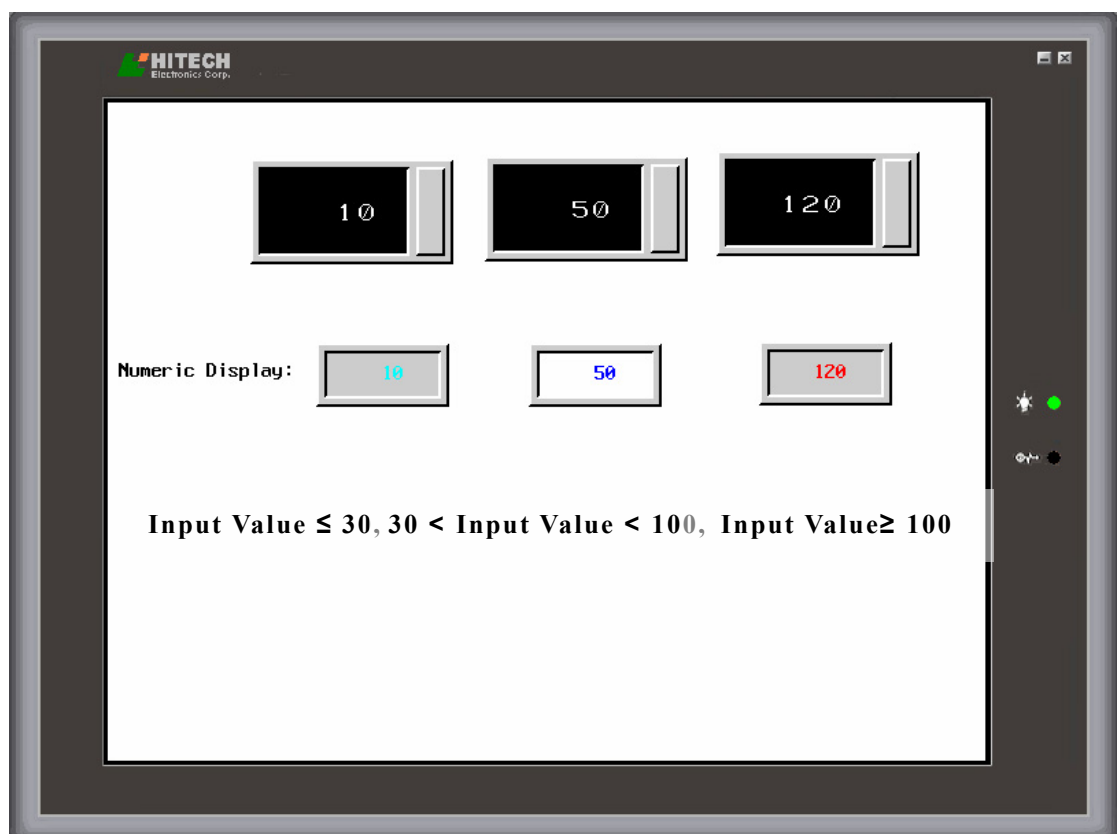 HITECH
Electronics Corp.
10 50 120
Numeric Display: 10 50 120
Input Value ≤ 30, 30 < Input Value < 100, Input Value≥ 100